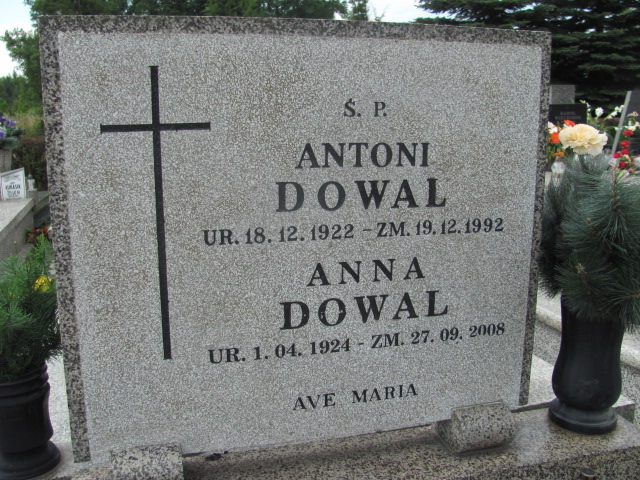 Ś. P.
ANTONI
DOWAL
UR. 18. 12. 1922 - ZM. 19. 12. 1992
ANNA
DOWAL
UR. 1. 04. 1924 - ZM. 27. 09. 2008
AVE MARIA